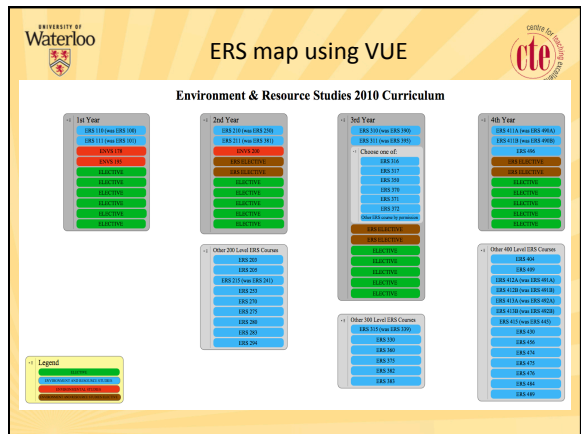 UNIVERSITY OF
Waterloo
ERS map using VUE
centre for teaching excellence
cte
Environment & Resource Studies 2010 Curriculum
1st Year
ERS 110 (was ERS 100)
ERS 111 (was ERS 101)
ENVS 178
ENVS 195
ELECTIVE
ELECTIVE
ELECTIVE
ELECTIVE
ELECTIVE
ELECTIVE
2nd Year
ERS 210 (was ERS 250)
ERS 211 (was ERS 361)
ENVS 200
ERS ELECTIVE
ERS ELECTIVE
ELECTIVE
ELECTIVE
ELECTIVE
ELECTIVE
ELECTIVE
Other 200 Level ERS Courses
ERS 203
ERS 205
ERS 215 (was ERS 241)
ERS 253
ERS 270
ERS 275
ERS 280
ERS 283
ERS 294
3rd Year
ERS 310 (was ERS 390)
ERS 311 (was ERS 395)
Choose one of:
ERS 316
ERS 317
ERS 370
ERS 371
ERS 372
Other ERS course by permission
ERS ELECTIVE
ERS ELECTIVE
ELECTIVE
ELECTIVE
ELECTIVE
ELECTIVE
ELECTIVE
Other 300 Level ERS Courses
ERS 315 (was ERS 339)
ERS 330
ERS 360
ERS 375
ERS 382
ERS 383
4th Year
ERS 411A (was ERS 490A)
ERS 411B (was ERS 490B)
ERS 496
ERS ELECTIVE
ERS ELECTIVE
ELECTIVE
ELECTIVE
ELECTIVE
ELECTIVE
ELECTIVE
Other 400 Level ERS Courses
ERS 404
ERS 409
ERS 412A (was ERS 491A)
ERS 412B (was ERS 491B)
ERS 413A (was ERS 492A)
ERS 413B (was ERS 492B)
ERS 415 (was ERS 445)
ERS 430
ERS 456
ERS 474
ERS 475
ERS 476
ERS 484
ERS 489
Legend
ELECTIVE
ENVIRONMENT AND RESOURCE STUDIES
ENVIRONMENTAL STUDIES